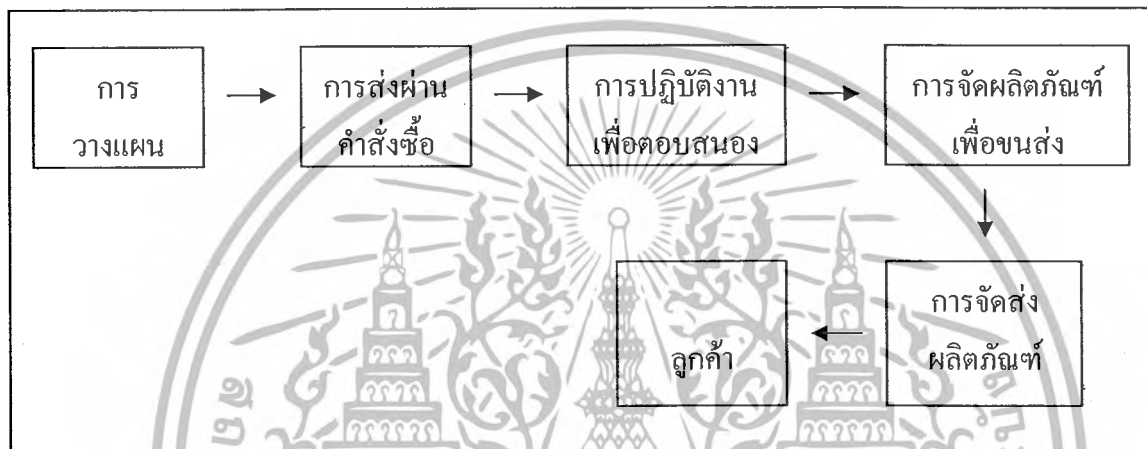 การ
วางแผน
การส่งผ่าน
คำสั่งซื้อ
การปฏิบัติงาน
เพื่อตอบสนอง
การจัดผลิตภัณฑ์
เพื่อขนส่ง
การจัดส่ง
ผลิตภัณฑ์
ลูกค้า